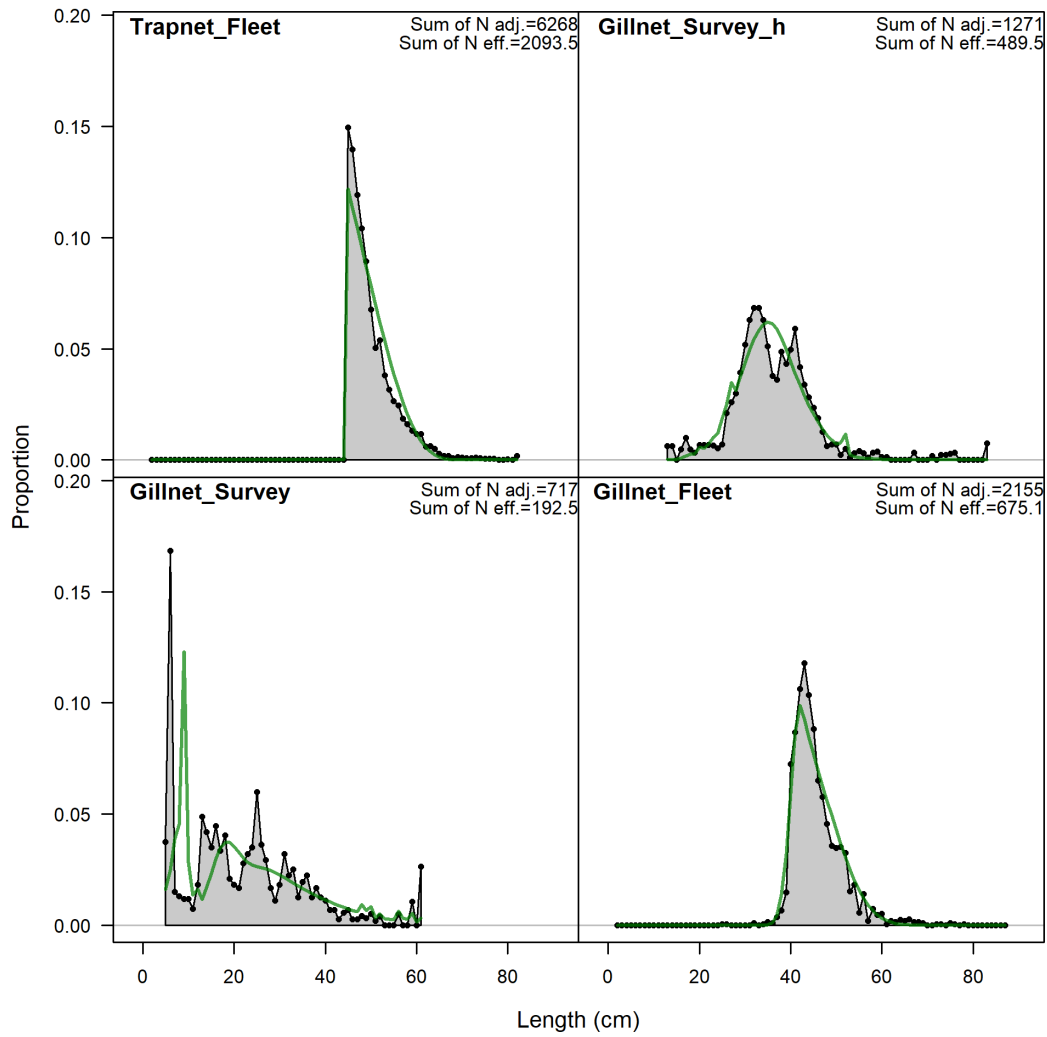 Trapnet_Fleet
Sum of N adj.=6268
Sum of N eff.=2093.5
Gillnet_Survey_h
Sum of N adj.=1271
Sum of N eff.=489.5
0.20
0.15
0.10
0.05
0.00
Gillnet_Survey
Sum of N adj.=717
Sum of N eff.=192.5
Gillnet_Fleet
Sum of N adj.=2155
Sum of N eff.=675.1
0.20
0.15
0.10
0.05
0.00
Proportion
0 20 40 60 80
0 20 40 60 80
Length (cm)